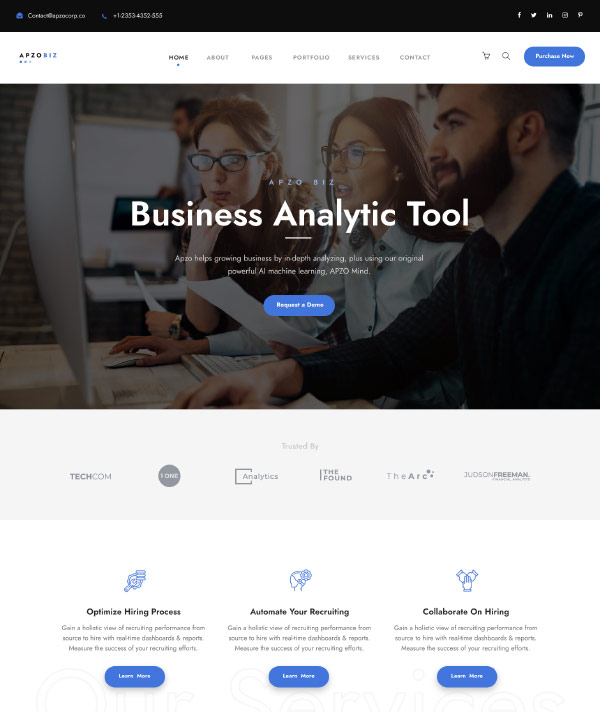 Contact@apzocorp.co +1-2353-4352-555
APZOBIZ HOME ABOUT PAGES PORTFOLIO SERVICES CONTACT Purchase Now
APZO BIZ
Business Analytic Tool
Apzo helps growing business by in-depth analyzing, plus using our original
powerful AI machine learning, APZO Mind.
Request a Demo
Trusted By
TECHCOM 1 ONE Analytics THE FOUND TheArc JUDSONFREEMAN.
FINANCIAL ANALYSIS
Optimize Hiring Process Automate Your Recruiting Collaborate On Hiring
Gain a holistic view of recruiting performance from Gain a holistic view of recruiting performance from Gain a holistic view of recruiting performance from
source to hire with real-time dashboards & reports. source to hire with real-time dashboards & reports. source to hire with real-time dashboards & reports.
Measure the success of your recruiting efforts. Measure the success of your recruiting efforts. Measure the success of your recruiting efforts.
Learn More Learn More Learn More
Our Services